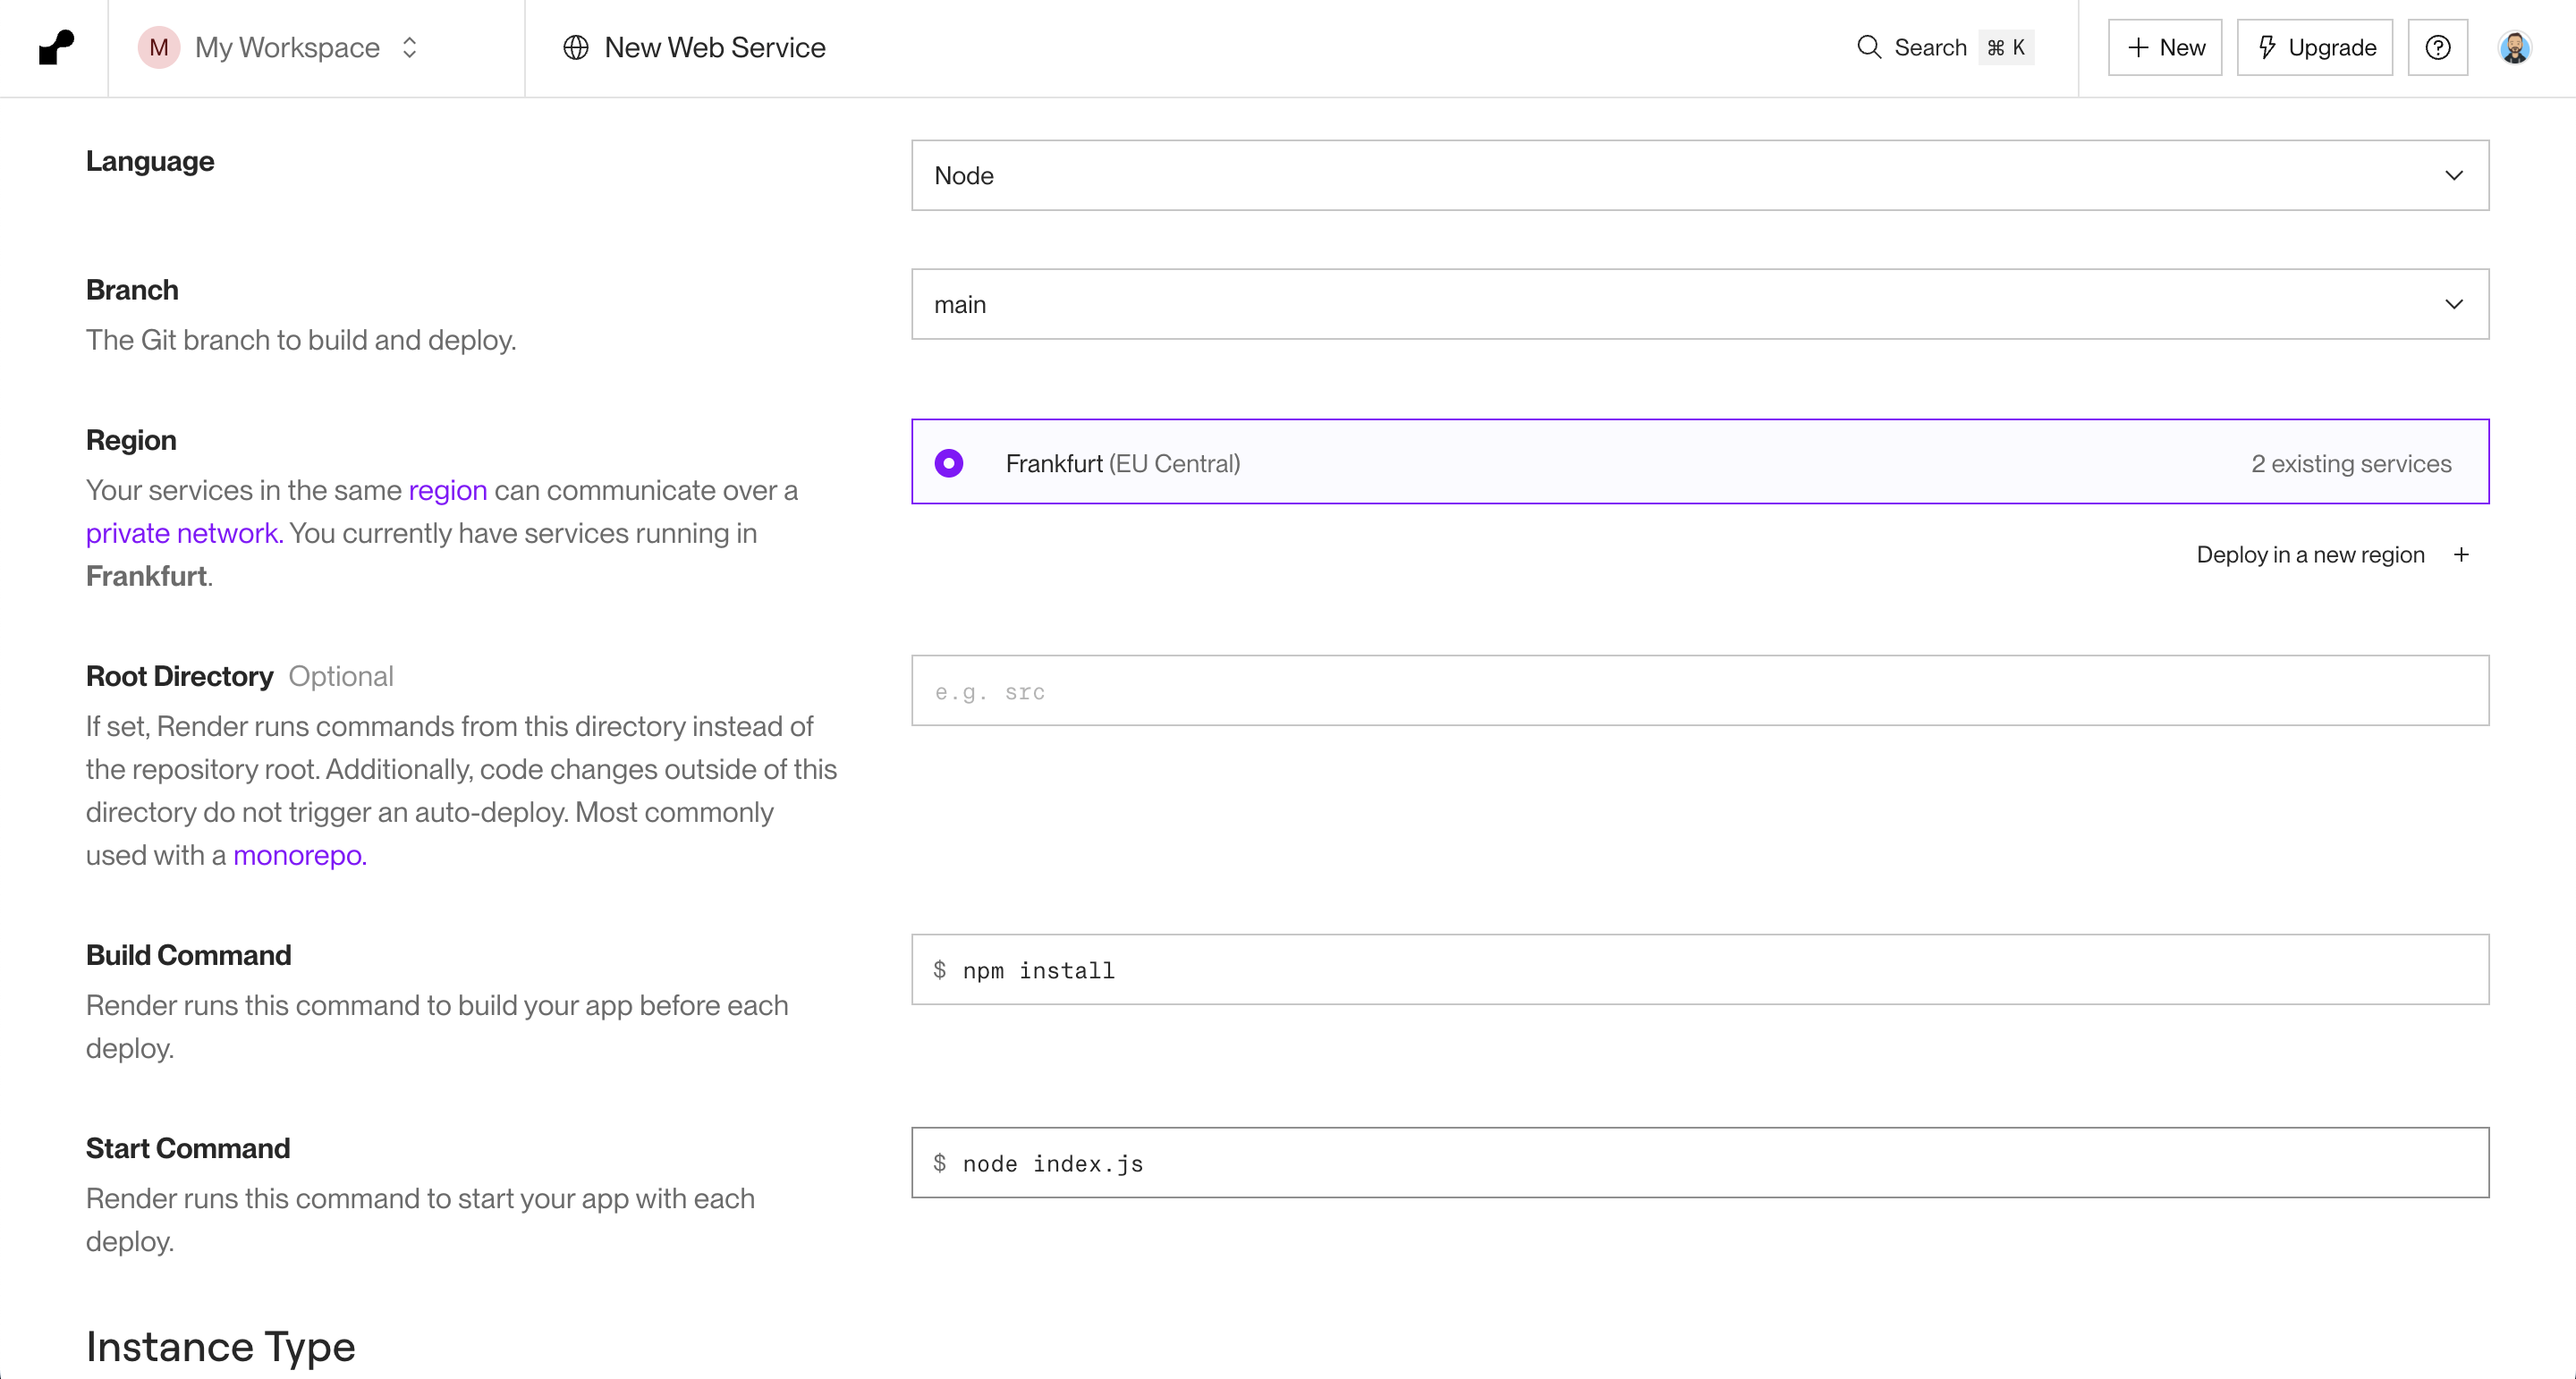 M My Workspace
New Web Service
Search ⌘ K
+ New
Upgrade
Language
Node
Branch
The Git branch to build and deploy.
main
Region
Your services in the same region can communicate over a
private network. You currently have services running in
Frankfurt.
Frankfurt (EU Central)
2 existing services
Deploy in a new region +
Root Directory Optional
If set, Render runs commands from this directory instead of
the repository root. Additionally, code changes outside of this
directory do not trigger an auto-deploy. Most commonly
used with a monorepo.
e.g. src
Build Command
Render runs this command to build your app before each
deploy.
$ npm install
Start Command
Render runs this command to start your app with each
deploy.
$ node index.js
Instance Type